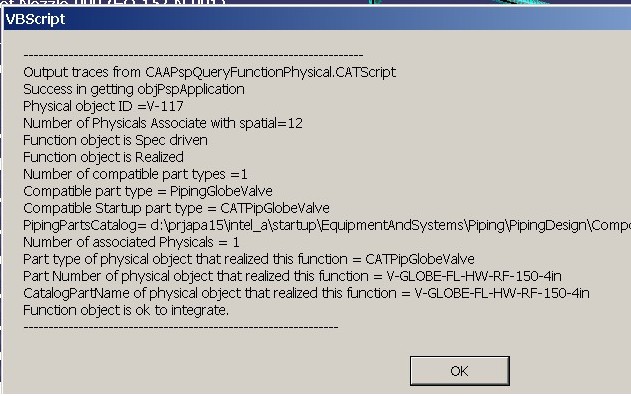 VBScript
----------------------------------------------------------------
Output traces from CAAPspQueryFunctionPhysical.CATScript
Success in getting objPspApplication
Physical object ID =V-117
Number of Physicals Associate with spatial=12
Function object is Spec driven
Function object is Realized
Number of compatible part types =1
Compatible part type = PipingGlobeValve
Compatible Startup part type = CATPipGlobeValve
PipingPartsCatalog= d:\prjapa15\intel_a\startup\EquipmentAndSystems\Piping\PipingDesign\Compo
Number of associated Physicals = 1
Part type of physical object that realized this function = CATPipGlobeValve
Part Number of physical object that realized this function = V-GLOBE-FL-HW-RF-150-4in
CatalogPartName of physical object that realized this function = V-GLOBE-FL-HW-RF-150-4in
Function object is ok to integrate.
-----------------------------------------------------------
OK